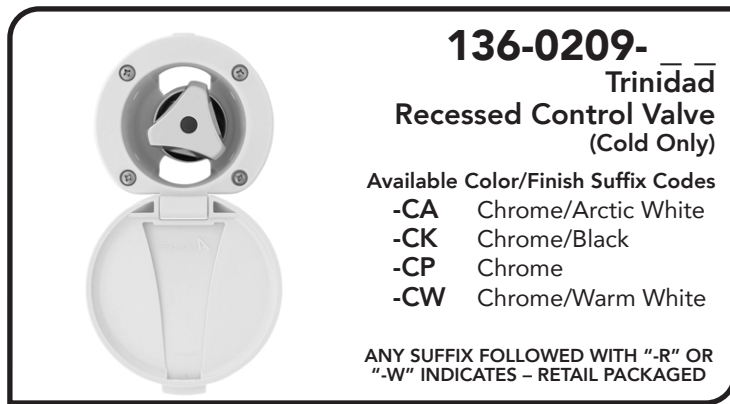 136-0209- _ _
Trinidad
Recessed Control Valve
(Cold Only)
Available Color/Finish Suffix Codes
-CA Chrome/Arctic White
-CK Chrome/Black
-CP Chrome
-CW Chrome/Warm White
ANY SUFFIX FOLLOWED WITH “-R” OR
“-W” INDICATES – RETAIL PACKAGED